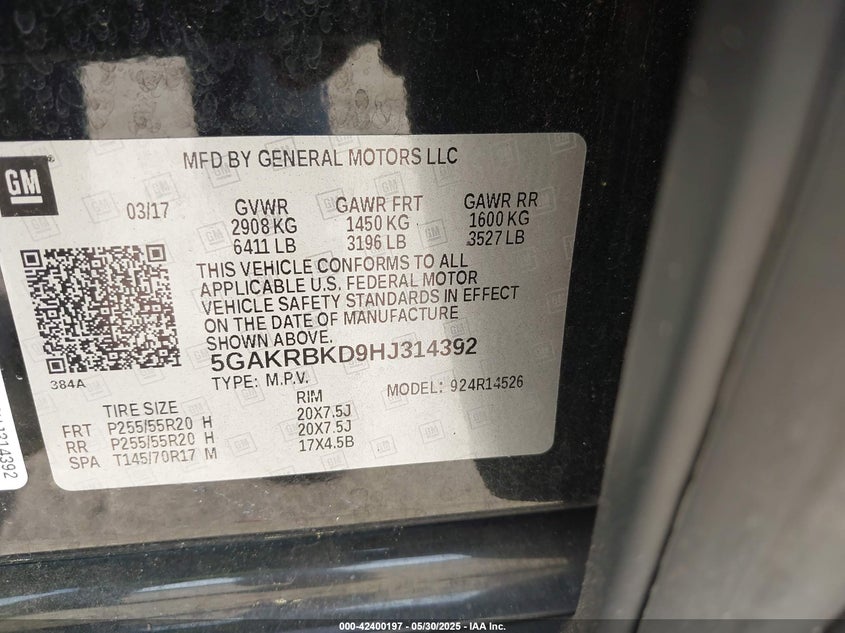 GM
MFD BY GENERAL MOTORS LLC
03/17
GVWR GAWR FRT GAWR RR
2908 KG 1450 KG 1600 KG
6411 LB 3196 LB 3527 LB
THIS VEHICLE CONFORMS TO ALL
APPLICABLE U.S. FEDERAL MOTOR
VEHICLE SAFETY STANDARDS IN EFFECT
ON THE DATE OF MANUFACTURE
SHOWN ABOVE.
5GAKRBKD9HJ314392
384A
TYPE: M.P.V. MODEL: 924R14526
TIRE SIZE RIM
FRT P255/55R20 H 20X7.5J
RR P255/55R20 H 20X7.5J
SPA T145/70R17 M 17X4.5B
J314392
000-42400197 - 05/30/2025 - IAA Inc.